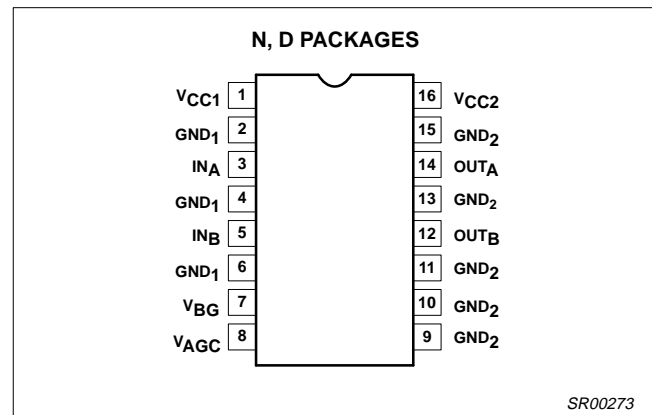 N, D PACKAGES
VCC1 1 16 VCC2
GND1 2 15 GND2
INA 3 14 OUTA
GND1 4 13 GND2
INB 5 12 OUTB
GND1 6 11 GND2
VBG 7 10 GND2
VAGC 8 9 GND2
SR00273